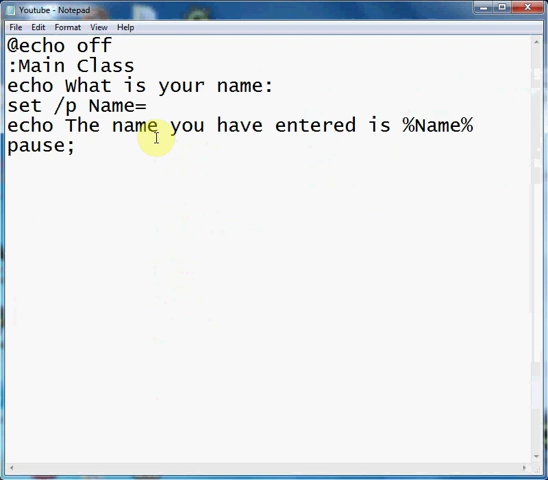 Youtube - Notepad
File Edit Format View Help
@echo off
:Main Class
echo What is your name:
set /p Name=
echo The name you have entered is %Name%
pause;